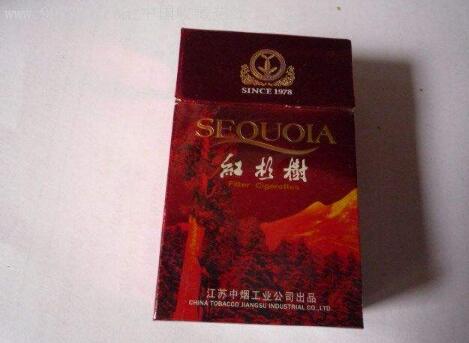 SINCE 1978
SEQUOIA
紅杉樹
Filter Cigarettes
江苏中烟工业公司出品
CHINA TOBACCO JIANGSU INDUSTRIAL CO.,LTD.